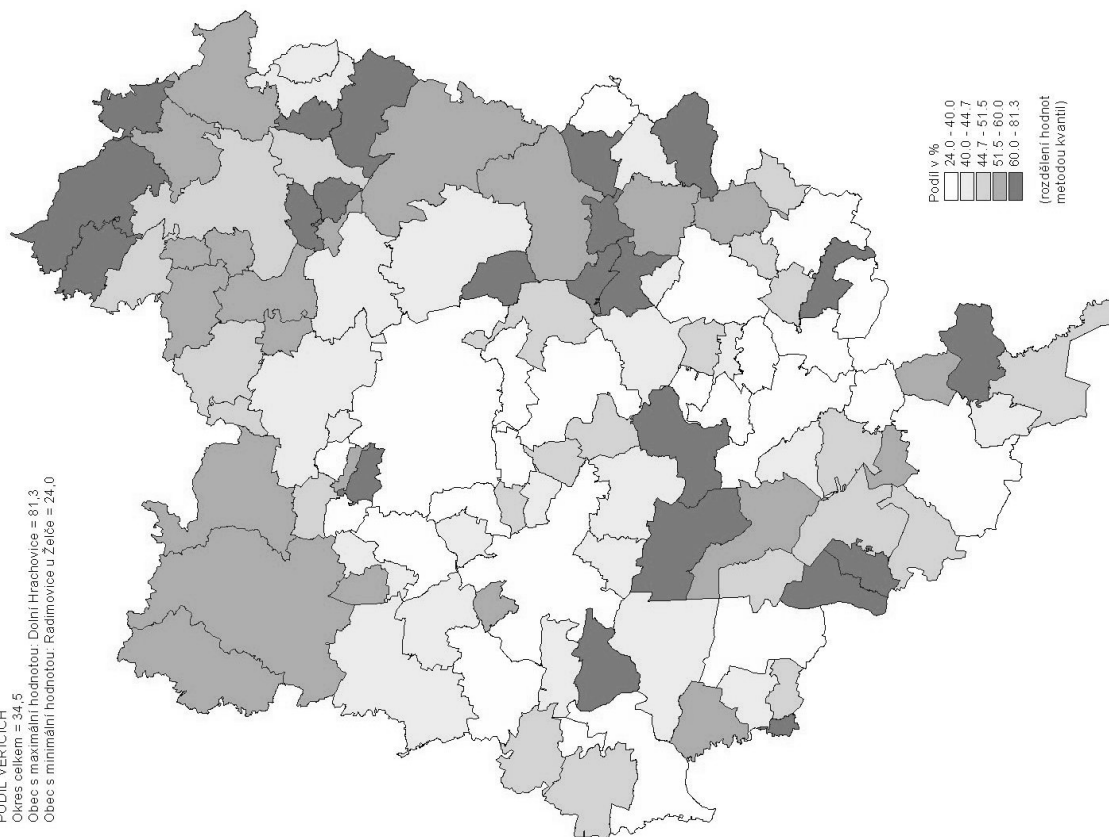 PODÍL VĚŘÍCÍCH
Okres celkem = 34,5
Obec s maximální hodnotou: Dolní Hrachovice = 81,3
Obec s minimální hodnotou: Radimovice u Želče = 24,0
Podíl v %
24.0 - 40.0
40.0 - 44.7
44.7 - 51.5
51.5 - 60.0
60.0 - 81.3
(rozdělení hodnot
metodou kvantil)